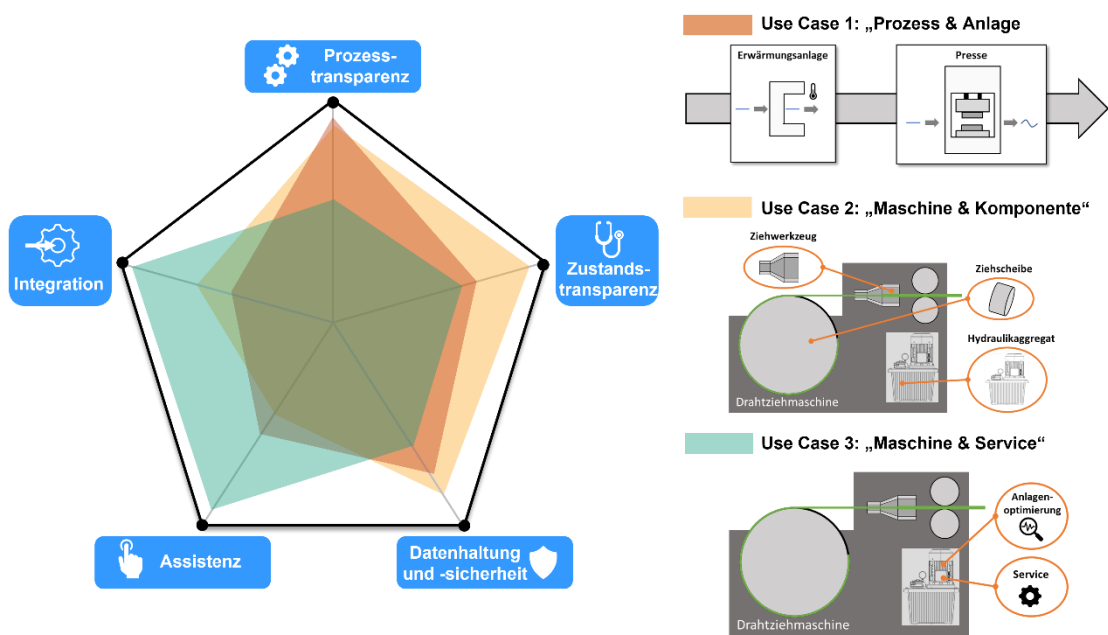 Prozess-
transparenz
Integration
Zustands-
transparenz
Assistenz
Datenhaltung
und -sicherheit
Use Case 1: „Prozess & Anlage
Erwärmungsanlage
Presse
Use Case 2: „Maschine & Komponente“
Ziehwerkzeug
Ziehscheibe
Hydraulikaggregat
Drahtziehmaschine
Use Case 3: „Maschine & Service“
Anlagen-
optimierung
Service
Drahtziehmaschine